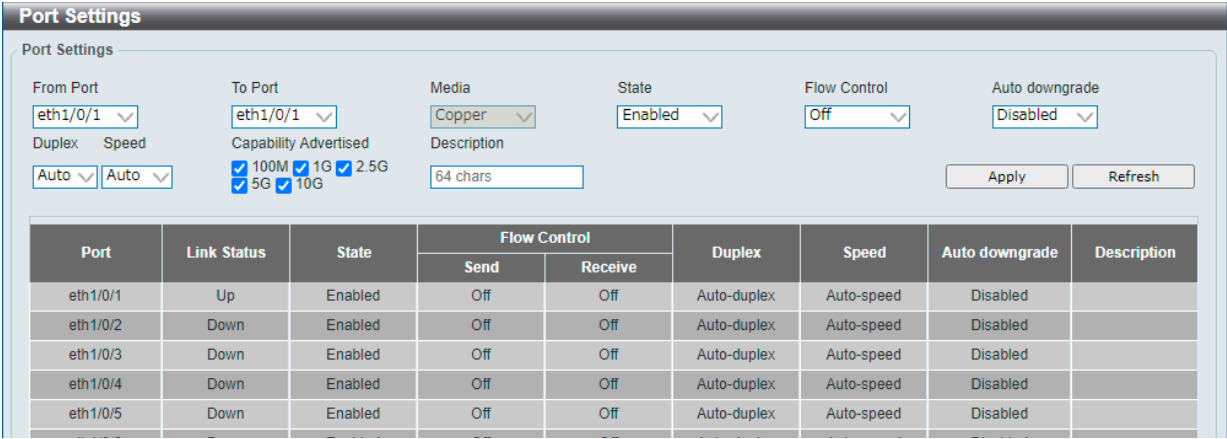 Port Settings
Port Settings
From Port To Port Media State Flow Control Auto downgrade
eth1/0/1 eth1/0/1 Copper Enabled Off Disabled
Duplex Speed Capability Advertised Description
Auto Auto 100M 1G 2.5G 64 chars Apply Refresh
5G 10G
Port Link Status State Flow Control Duplex Speed Auto downgrade Description
Send Receive
eth1/0/1 Up Enabled Off Off Auto-duplex Auto-speed Disabled
eth1/0/2 Down Enabled Off Off Auto-duplex Auto-speed Disabled
eth1/0/3 Down Enabled Off Off Auto-duplex Auto-speed Disabled
eth1/0/4 Down Enabled Off Off Auto-duplex Auto-speed Disabled
eth1/0/5 Down Enabled Off Off Auto-duplex Auto-speed Disabled